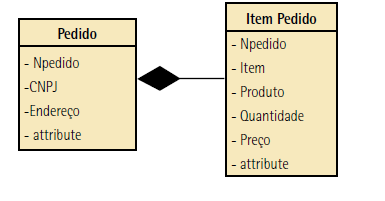 Pedido
- Npedido
-CNPJ
-Endereço
- attribute
Item Pedido
- Npedido
- Item
- Produto
- Quantidade
- Preço
- attribute